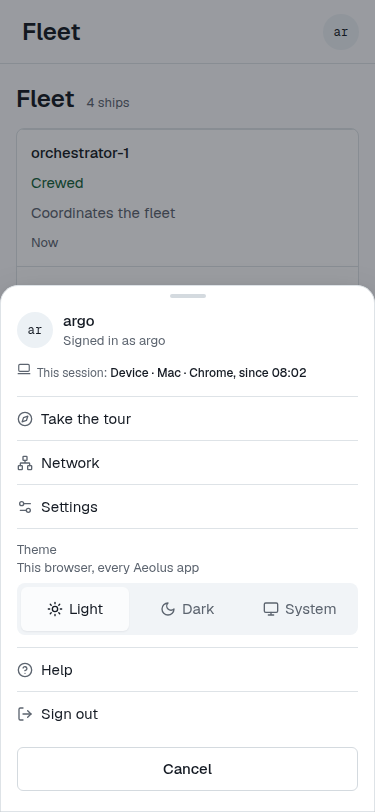 Fleet
ar
Fleet 4 ships
orchestrator-1
Crewed
Coordinates the fleet
Now
ar
argo
Signed in as argo
This session: Device · Mac · Chrome, since 08:02
Take the tour
Network
Settings
Theme
This browser, every Aeolus app
Light Dark System
Help
Sign out
Cancel